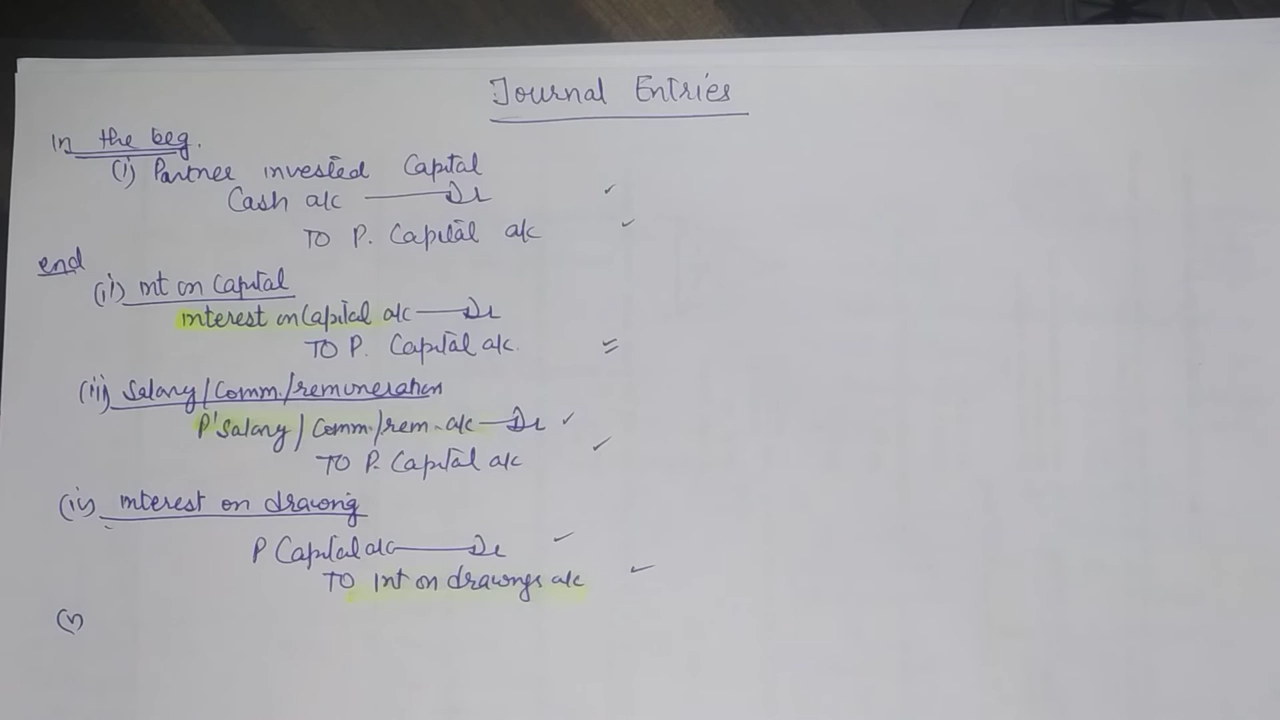 Journal Entries
In the beg.
(i) Partner invested Capital
Cash a/c —— Dr
To P. Capital a/c
end
(ii) int on Capital
interest on Capital a/c —— Dr
To P. Capital a/c.
(iii) Salary/Comm./remuneration
P' Salary/Comm./rem. a/c — Dr
To P. Capital a/c
(iv) interest on drawing
P Capital a/c —— Dr
To Int on drawings a/c
(v)